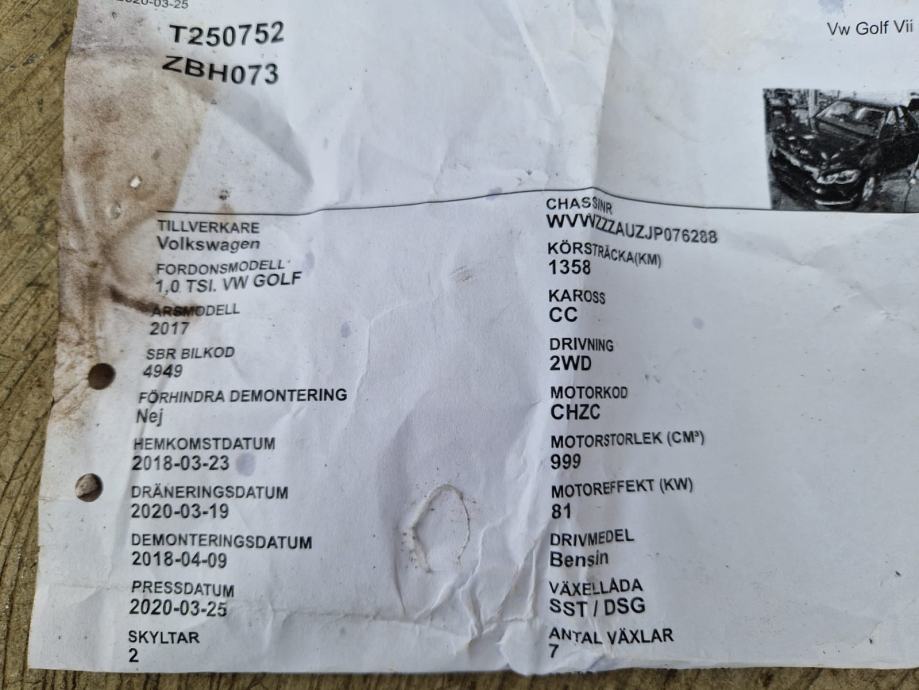 2020-03-25
T250752
ZBH073
Vw Golf Vii
TILLVERKARE
Volkswagen
FORDONSMODELL
1,0 TSI. VW GOLF
ÅRSMODELL
2017
SBR BILKOD
4949
FÖRHINDRA DEMONTERING
Nej
HEMKOMSTDATUM
2018-03-23
DRÄNERINGSDATUM
2020-03-19
DEMONTERINGSDATUM
2018-04-09
PRESSDATUM
2020-03-25
SKYLTAR
2
CHASSINR
WVWZZZAUZJP076288
KÖRSTRÄCKA(KM)
1358
KAROSS
CC
DRIVNING
2WD
MOTORKOD
CHZC
MOTORSTORLEK (CM³)
999
MOTOREFFEKT (KW)
81
DRIVMEDEL
Bensin
VÄXELLÅDA
SST / DSG
ANTAL VÄXLAR
7